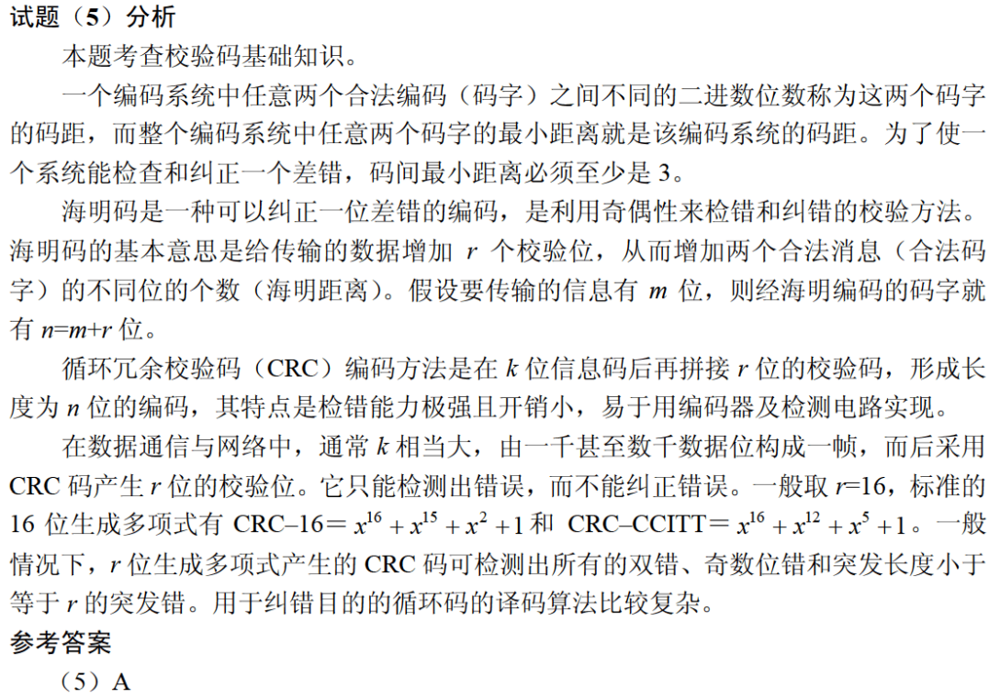 试题（5）分析
本题考查校验码基础知识。
一个编码系统中任意两个合法编码（码字）之间不同的二进数位数称为这两个码字
的码距，而整个编码系统中任意两个码字的最小距离就是该编码系统的码距。为了使一
个系统能检查和纠正一个差错，码间最小距离必须至少是 3。
海明码是一种可以纠正一位差错的编码，是利用奇偶性来检错和纠错的校验方法。
海明码的基本意思是给传输的数据增加 r 个校验位，从而增加两个合法消息（合法码
字）的不同位的个数（海明距离）。假设要传输的信息有 m 位，则经海明编码的码字就
有 n=m+r 位。
循环冗余校验码（CRC）编码方法是在 k 位信息码后再拼接 r 位的校验码，形成长
度为 n 位的编码，其特点是检错能力极强且开销小，易于用编码器及检测电路实现。
在数据通信与网络中，通常 k 相当大，由一千甚至数千数据位构成一帧，而后采用
CRC 码产生 r 位的校验位。它只能检测出错误，而不能纠正错误。一般取 r=16，标准的
16 位生成多项式有 CRC–16＝x¹⁶ + x¹⁵ + x² +1和 CRC–CCITT＝x¹⁶ + x¹² + x⁵ +1。一般
情况下，r 位生成多项式产生的 CRC 码可检测出所有的双错、奇数位错和突发长度小于
等于 r 的突发错。用于纠错目的的循环码的译码算法比较复杂。
参考答案
（5）A